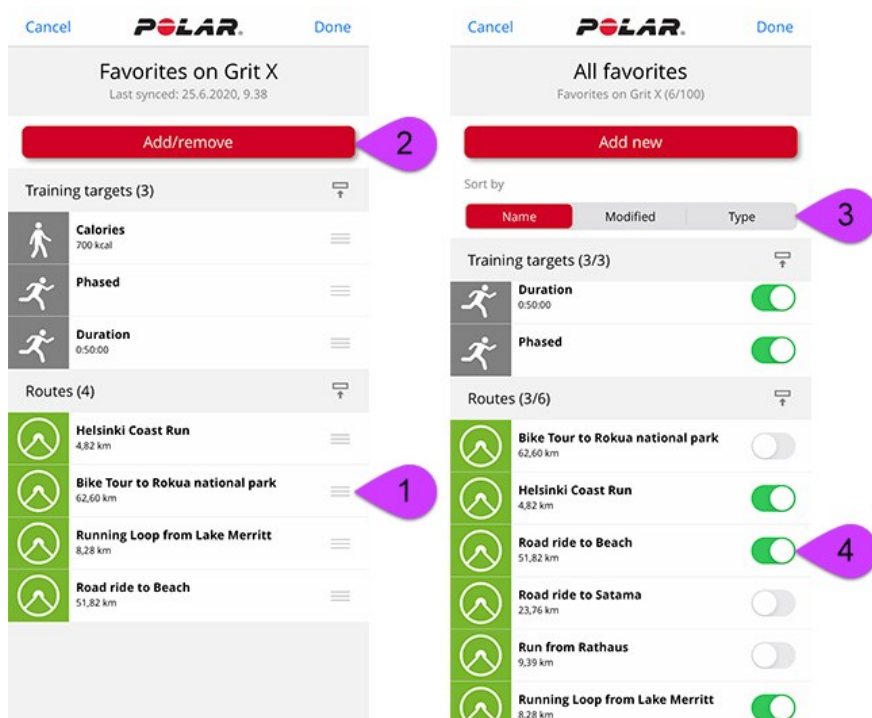 Cancel
POLAR.
Done
Favorites on Grit X
Last synced: 25.6.2020, 9.38
Add/remove
2
Training targets (3)
Calories
700 kcal
Phased
Duration
0:50:00
Routes (4)
Helsinki Coast Run
4,82 km
Bike Tour to Rokua national park
62,60 km
1
Running Loop from Lake Merritt
8,28 km
Road ride to Beach
51,82 km
Cancel
POLAR.
Done
All favorites
Favorites on Grit X (6/100)
Add new
Sort by
Name
Modified
Type
3
Training targets (3/3)
Duration
0:50:00
Phased
Routes (3/6)
Bike Tour to Rokua national park
62,60 km
Helsinki Coast Run
4,82 km
Road ride to Beach
51,82 km
4
Road ride to Satama
23,76 km
Run from Rathaus
9,39 km
Running Loop from Lake Merritt
8,28 km